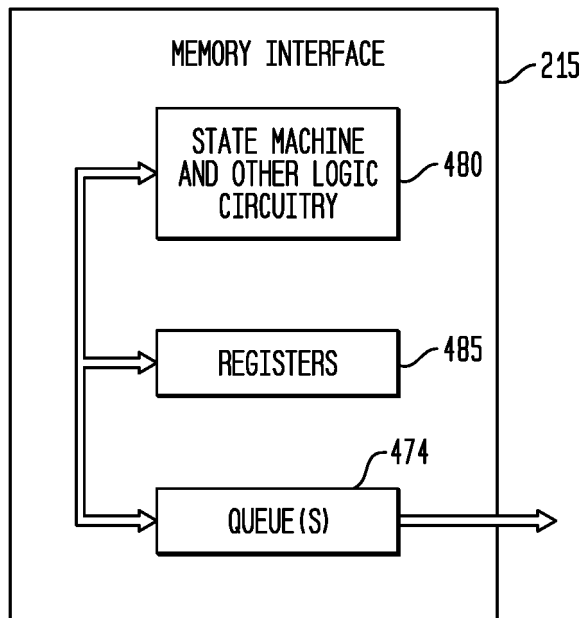 MEMORY INTERFACE
215
STATE MACHINE
AND OTHER LOGIC
CIRCUITRY
480
REGISTERS
485
474
QUEUE(S)